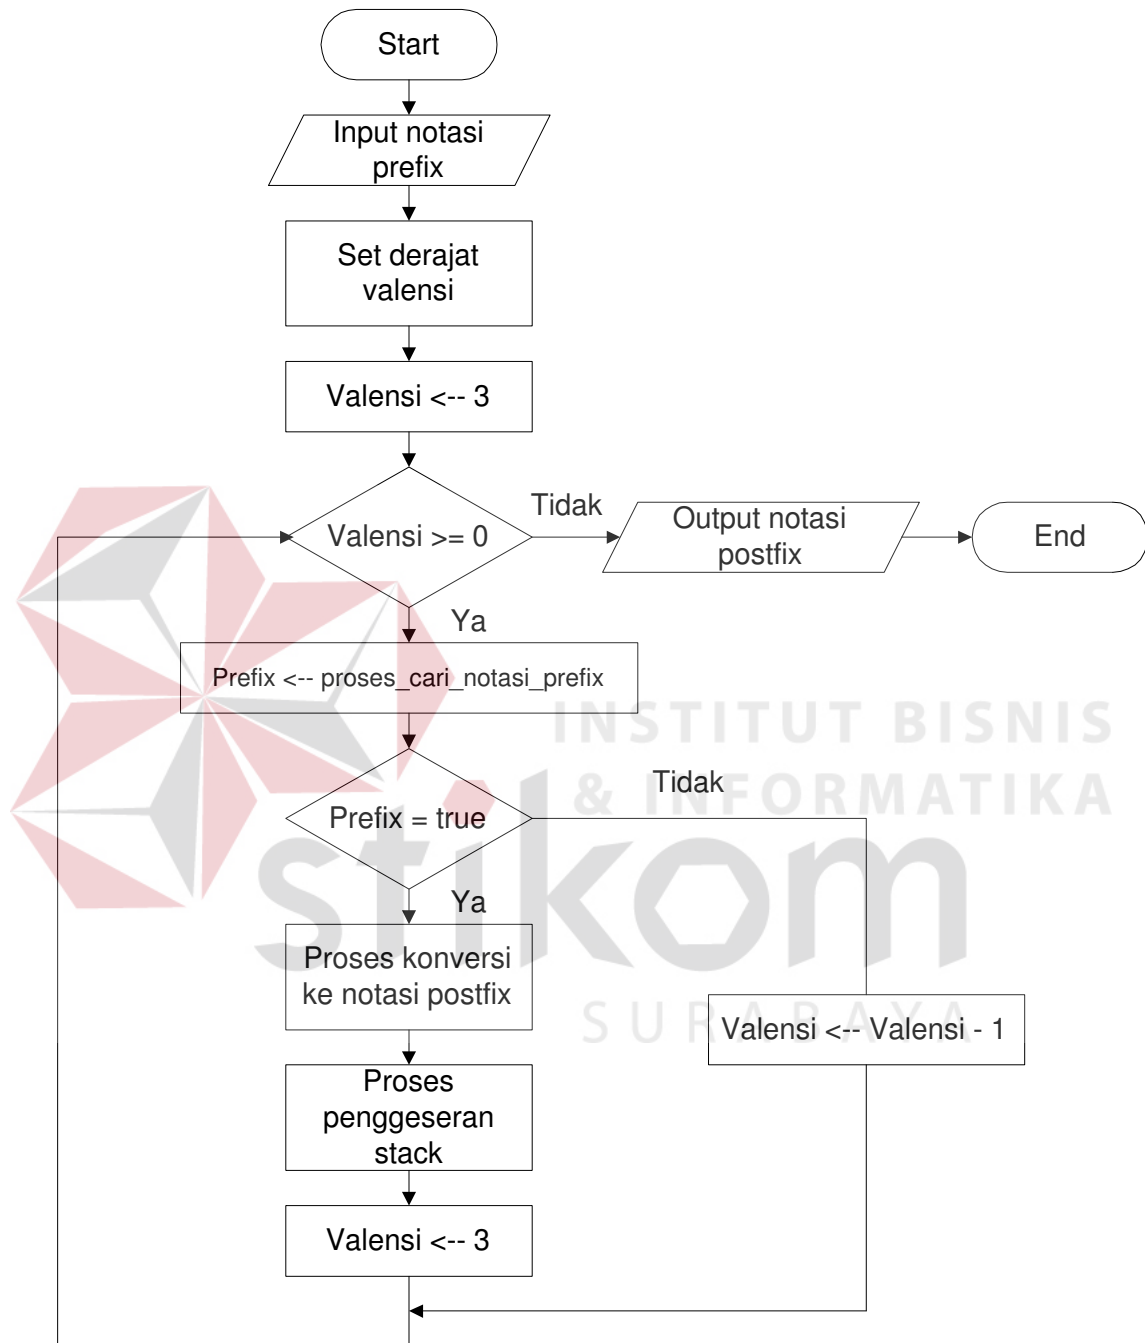 Start
Input notasi
prefix
Set derajat
valensi
Valensi <-- 3
Valensi >= 0
Tidak
Output notasi
postfix
End
Ya
Prefix <-- proses_cari_notasi_prefix
INSTITUT BISNIS
& INFORMATIKA
Prefix = true
Tidak
stikom
Ya
Proses konversi
ke notasi postfix
SURABAYA
Valensi <-- Valensi - 1
Proses
penggeseran
stack
Valensi <-- 3